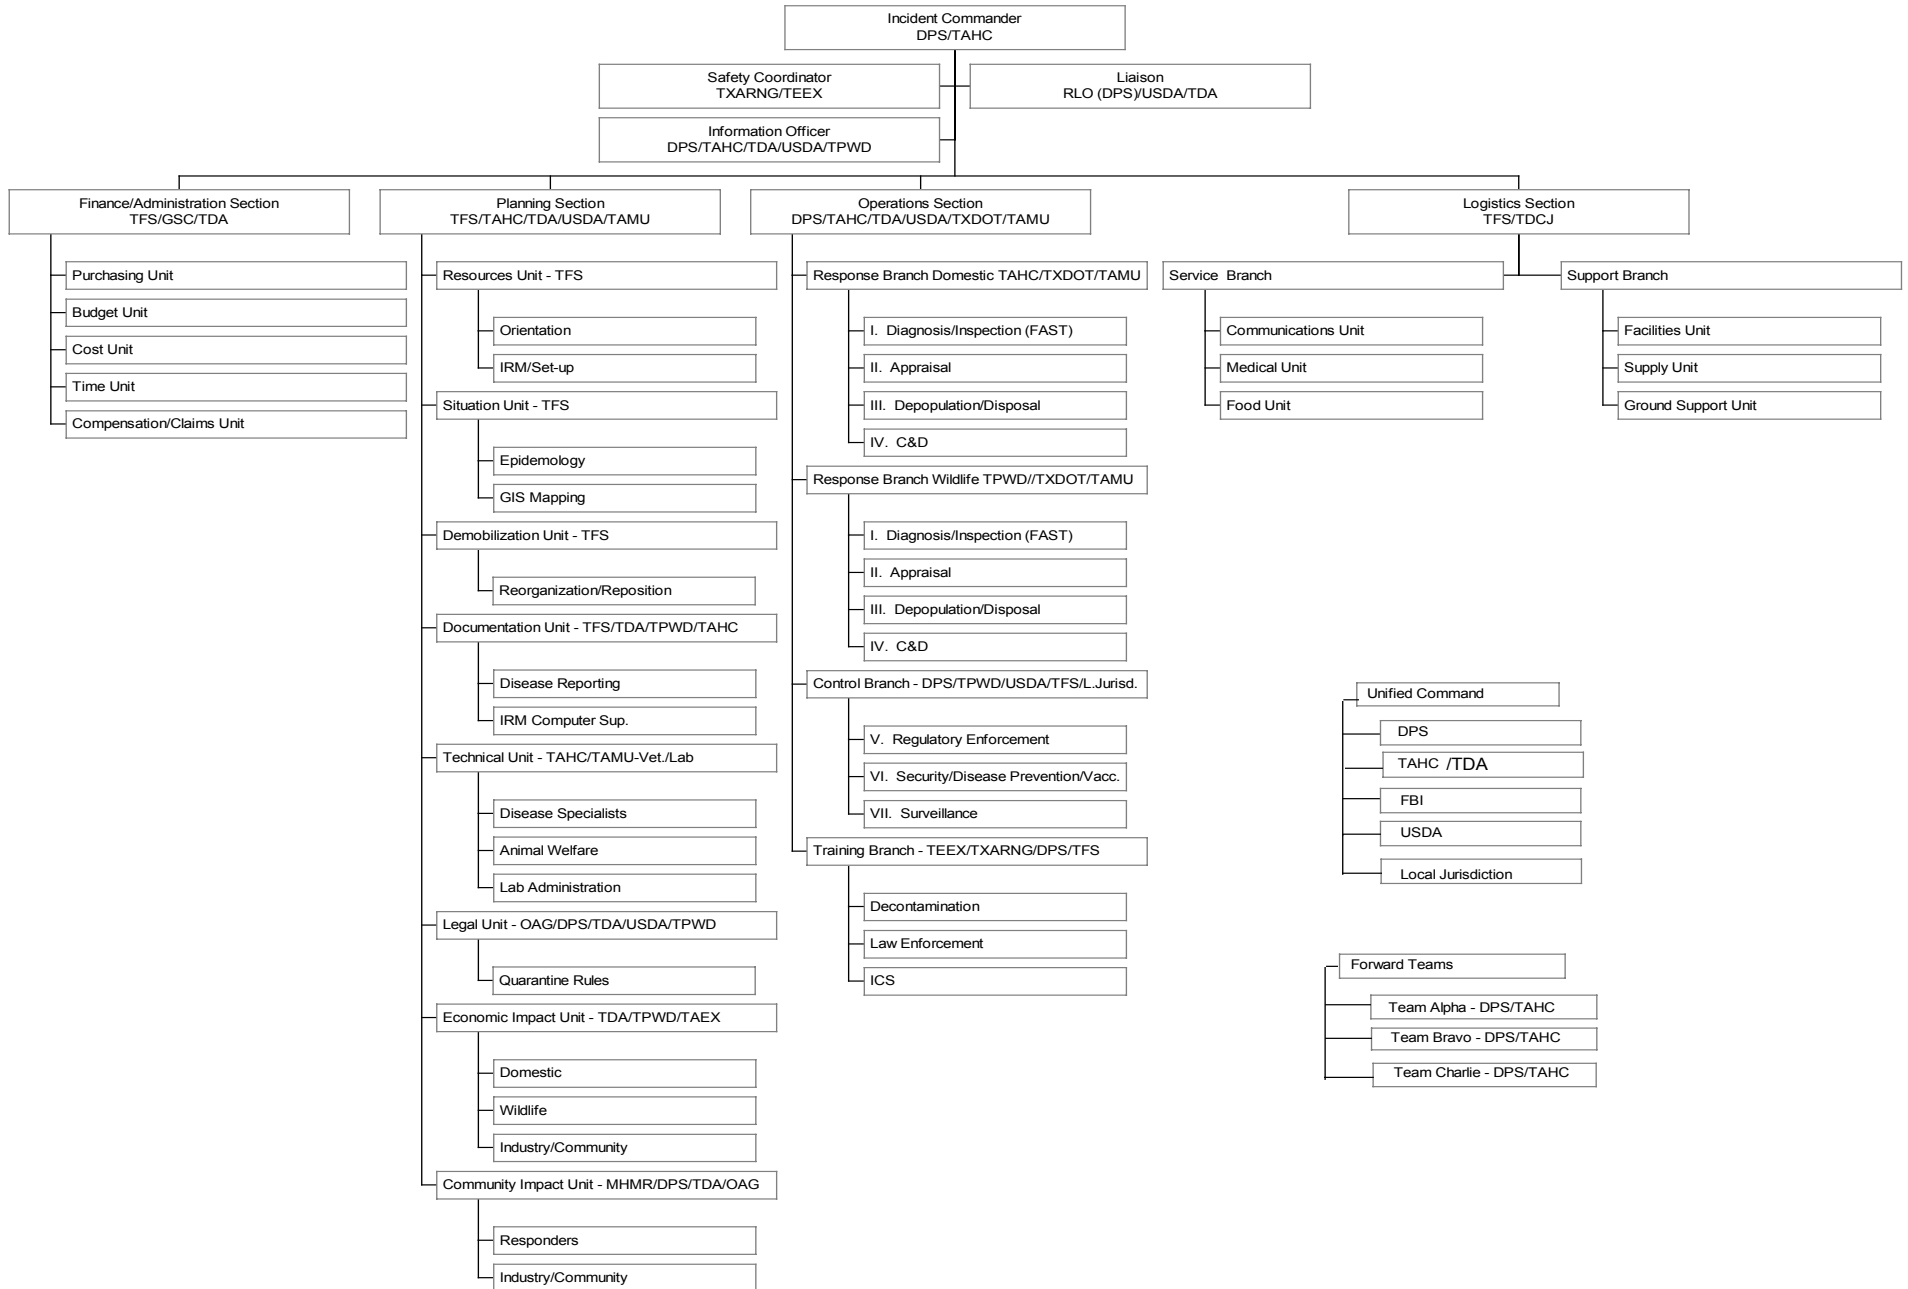 Incident Commander
DPS/TAHC
Safety Coordinator
TXARNG/TEEX
Liaison
RLO (DPS)/USDA/TDA
Information Officer
DPS/TAHC/TDA/USDA/TPWD
Finance/Administration Section
TFS/GSC/TDA
Purchasing Unit
Budget Unit
Cost Unit
Time Unit
Compensation/Claims Unit
Planning Section
TFS/TAHC/TDA/USDA/TAMU
Resources Unit - TFS
Orientation
IRM/Set-up
Situation Unit - TFS
Epidemology
GIS Mapping
Demobilization Unit - TFS
Reorganization/Reposition
Documentation Unit - TFS/TDA/TPWD/TAHC
Disease Reporting
IRM Computer Sup.
Technical Unit - TAHC/TAMU-Vet./Lab
Disease Specialists
Animal Welfare
Lab Administration
Legal Unit - OAG/DPS/TDA/USDA/TPWD
Quarantine Rules
Economic Impact Unit - TDA/TPWD/TAEX
Domestic
Wildlife
Industry/Community
Community Impact Unit - MHMR/DPS/TDA/OAG
Responders
Industry/Community
Operations Section
DPS/TAHC/TDA/USDA/TXDOT/TAMU
Response Branch Domestic TAHC/TXDOT/TAMU
I. Diagnosis/Inspection (FAST)
II. Appraisal
III. Depopulation/Disposal
IV. C&D
Response Branch Wildlife TPWD//TXDOT/TAMU
I. Diagnosis/Inspection (FAST)
II. Appraisal
III. Depopulation/Disposal
IV. C&D
Control Branch - DPS/TPWD/USDA/TFS/L.Jurisd.
V. Regulatory Enforcement
VI. Security/Disease Prevention/Vacc.
VII. Surveillance
Training Branch - TEEX/TXARNG/DPS/TFS
Decontamination
Law Enforcement
ICS
Logistics Section
TFS/TDCJ
Service Branch
Communications Unit
Medical Unit
Food Unit
Support Branch
Facilities Unit
Supply Unit
Ground Support Unit
Unified Command
DPS
TAHC /TDA
FBI
USDA
Local Jurisdiction
Forward Teams
Team Alpha - DPS/TAHC
Team Bravo - DPS/TAHC
Team Charlie - DPS/TAHC